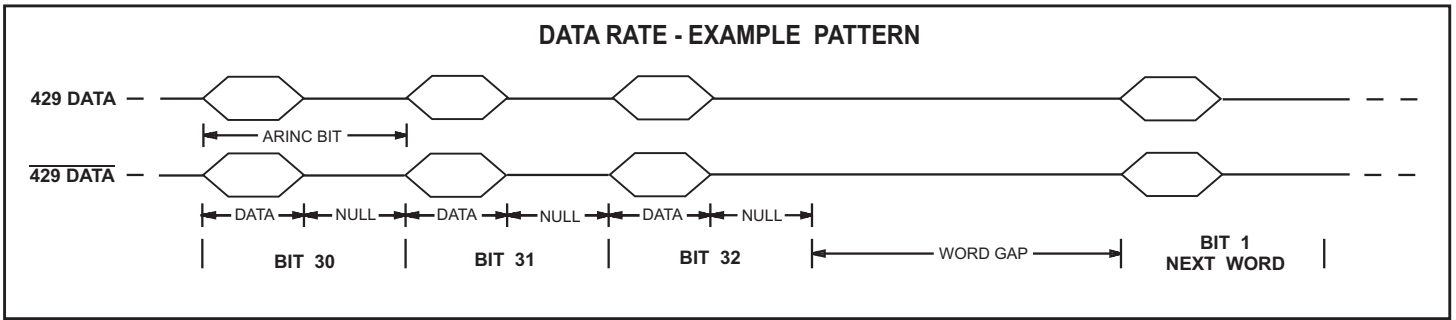 DATA RATE - EXAMPLE PATTERN
429 DATA
ARINC BIT
429 DATA
DATA NULL DATA NULL DATA NULL
BIT 30 BIT 31 BIT 32 WORD GAP BIT 1
NEXT WORD